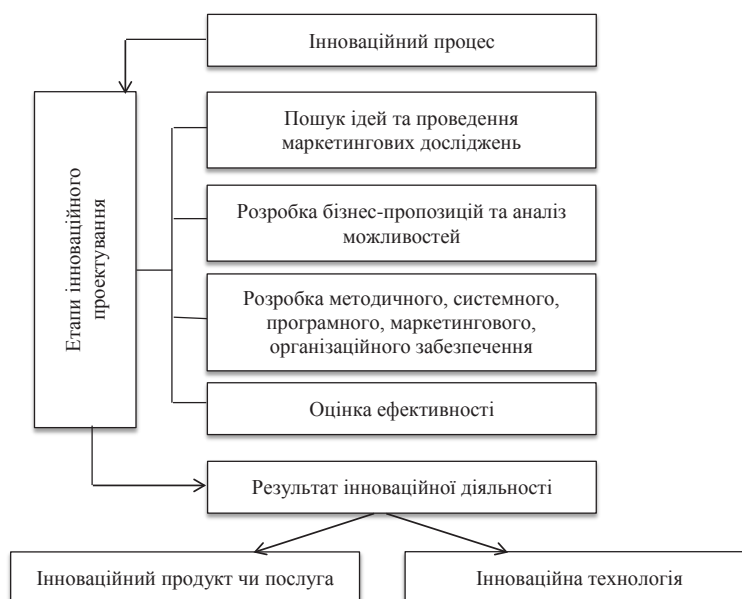 Інноваційний процес
Етапи інноваційного
проектування
Пошук ідей та проведення
маркетингових досліджень
Розробка бізнес-пропозицій та аналіз
можливостей
Розробка методичного, системного,
програмного, маркетингового,
організаційного забезпечення
Оцінка ефективності
Результат інноваційної діяльності
Інноваційний продукт чи послуга
Інноваційна технологія